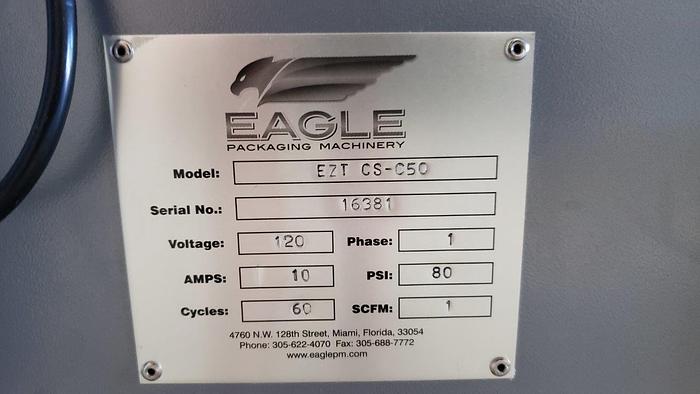 EAGLE
PACKAGING MACHINERY
Model: EZT CS-C50
Serial No.: 16381
Voltage: 120 Phase: 1
AMPS: 10 PSI: 80
Cycles: 60 SCFM: 1
4760 N.W. 128th Street, Miami, Florida, 33054
Phone: 305-622-4070 Fax: 305-688-7772
www.eaglepm.com